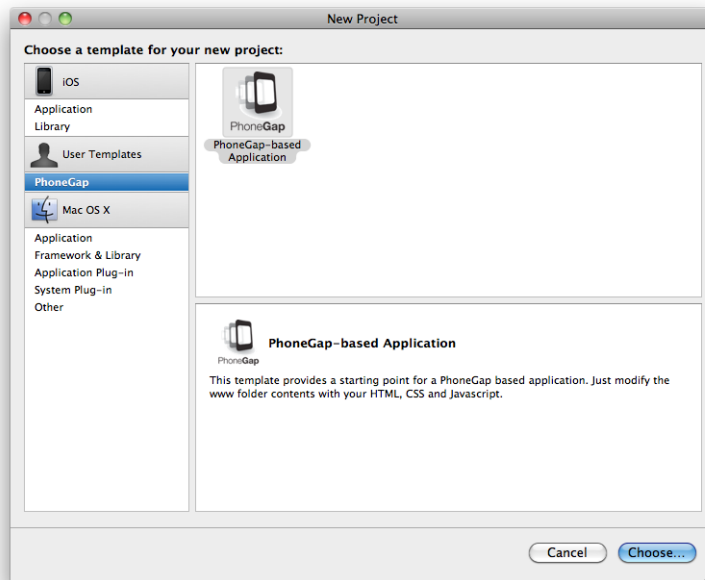 New Project
Choose a template for your new project:
iOS
Application
Library
User Templates
PhoneGap
Mac OS X
Application
Framework & Library
Application Plug-in
System Plug-in
Other
PhoneGap
PhoneGap-based
Application
PhoneGap
PhoneGap-based Application
This template provides a starting point for a PhoneGap based application. Just modify the
www folder contents with your HTML, CSS and Javascript.
Cancel
Choose...